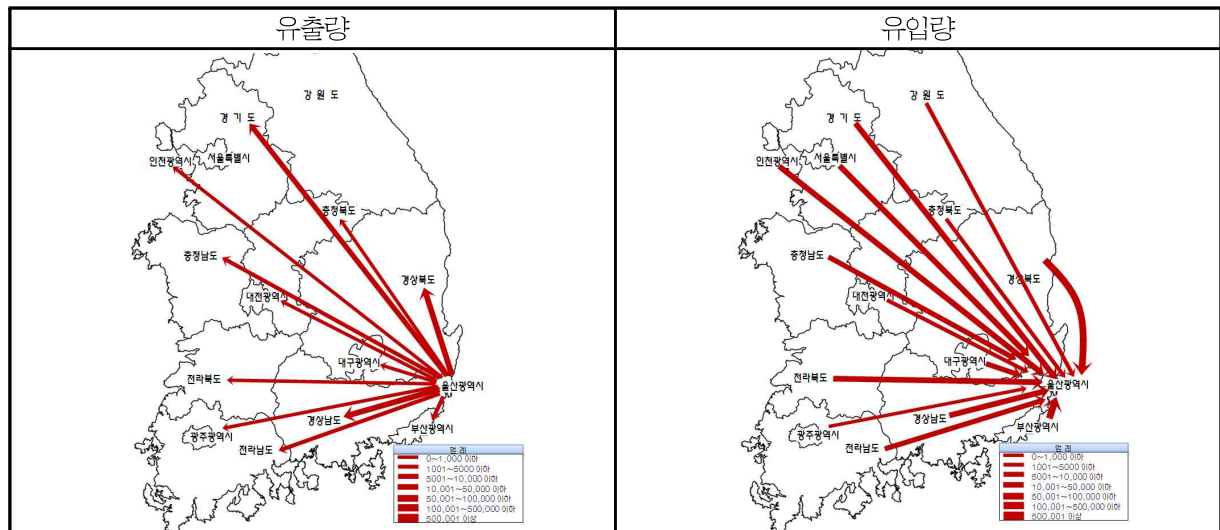 유출량
유입량
강 원 도
경 기 도
인천광역시
서울특별시
충청북도
충청남도
경상북도
대전광역시
대구광역시
전라북도
울산광역시
경상남도
부산광역시
광주광역시
전라남도
범 례
0~1,000 이하
1001~5000 이하
5001~10,000 이하
10,001~50,000 이하
50,001~100,000 이하
100,001~500,000 이하
500,001 이상
강 원 도
경 기 도
인천광역시
서울특별시
충청북도
충청남도
경상북도
대전광역시
대구광역시
전라북도
울산광역시
경상남도
부산광역시
광주광역시
전라남도
범 례
0~1,000 이하
1001~5000 이하
5001~10,000 이하
10,001~50,000 이하
50,001~100,000 이하
100,001~500,000 이하
500,001 이상